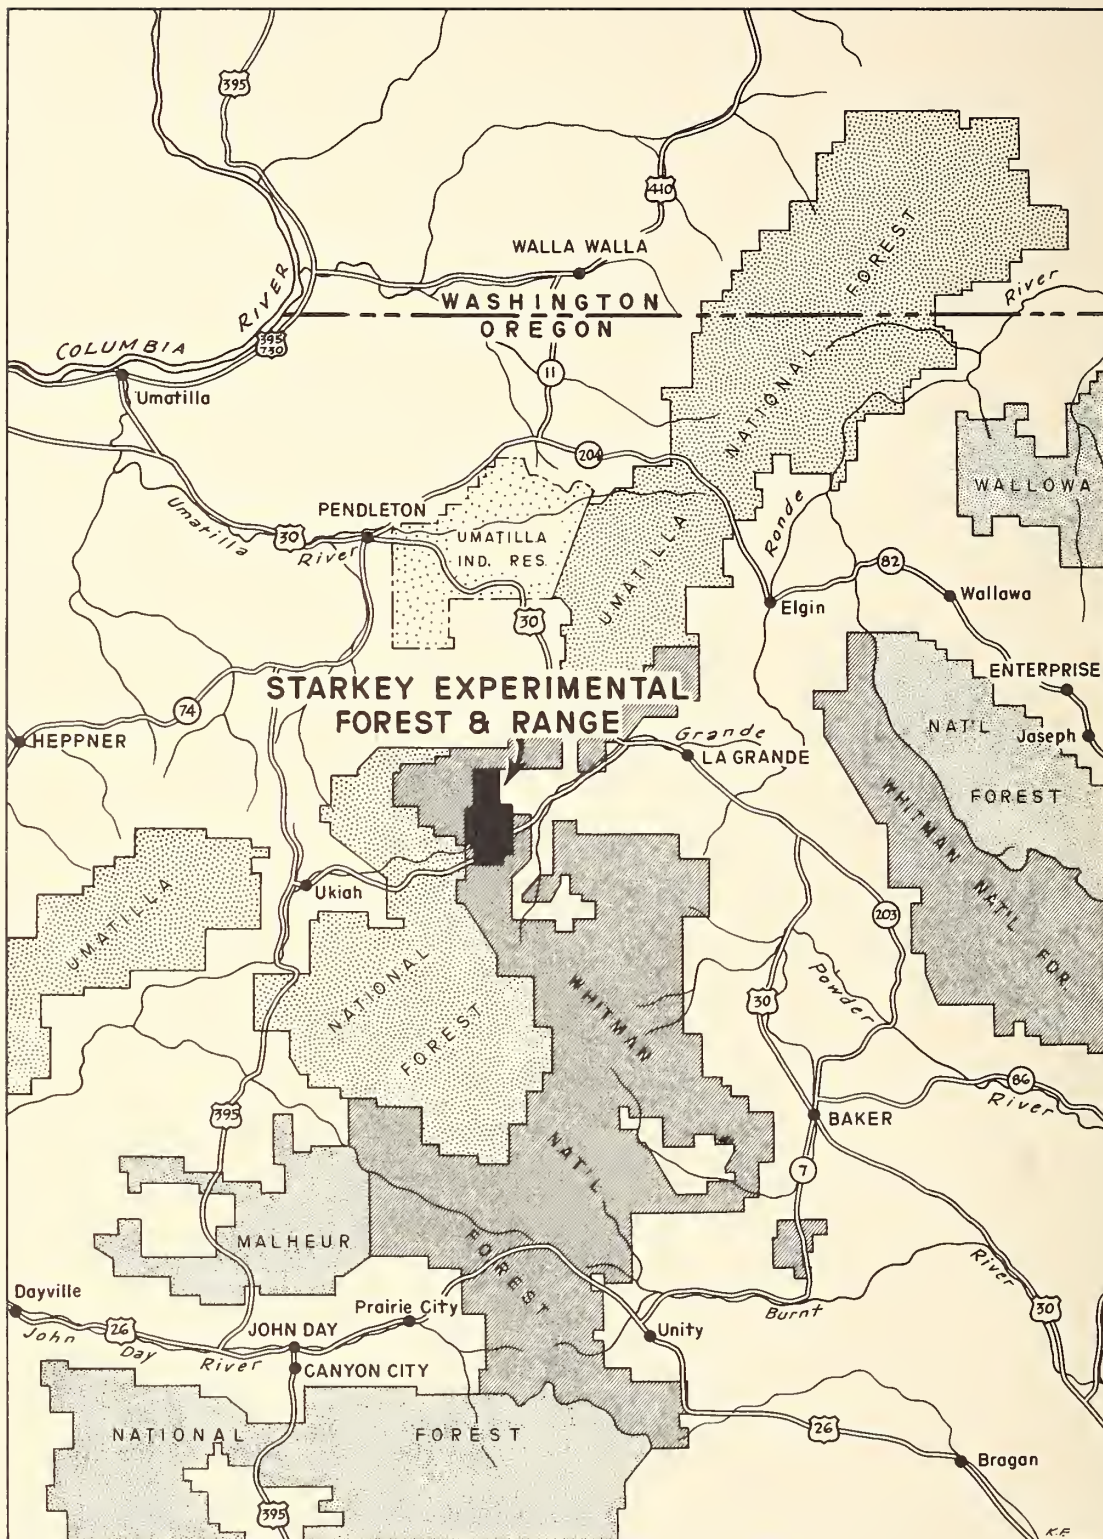 395
410
WALLA WALLA
WASHINGTON
OREGON
COLUMBIA RIVER
395
730
Umatilla
11
204
UMATILLA NATIONAL FOREST
River
WALLOWA
PENDLETON
Umatilla River
30
UMATILLA
IND. RES.
30
Ronde
82
Wallawa
Elgin
ENTERPRISE
Joseph
NAT'L
FOREST
STARKEY EXPERIMENTAL
FOREST & RANGE
74
HEPPNER
Grande
LA GRANDE
WHITMAN NAT'L FOR.
Ukiah
UMATILLA
NATIONAL
FOREST
203
30
Powder
River
86
WHITMAN
NAT'L
FOREST
395
BAKER
7
MALHEUR
Dayville
John Day River
26
Prairie City
JOHN DAY
CANYON CITY
Unity
Burnt
River
30
NATIONAL
FOREST
26
Bragan
395
K.F.